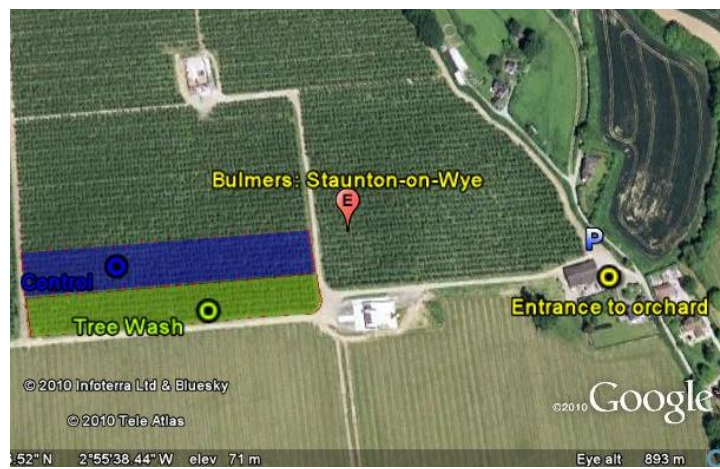 Bulmers: Staunton-on-Wye
E
P
Control
Entrance to orchard
Tree Wash
© 2010 Infoterra Ltd & Bluesky
© 2010 Tele Atlas
©2010 Google
.52" N 2°55'38.44" W elev 71 m Eye alt 893 m